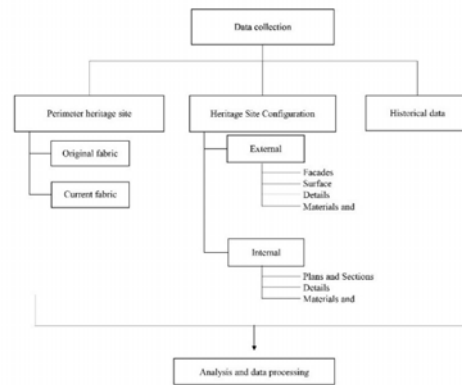 Data collection
Perimeter heritage site
Heritage Site Configuration
Historical data
Original fabric
Current fabric
External
Facades
Surface
Details
Materials and
Internal
Plans and Sections
Details
Materials and
Analysis and data processing